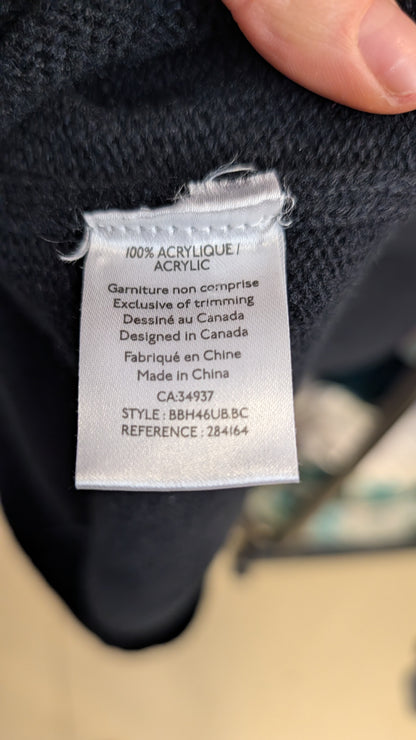 100% ACRYLIQUE /
ACRYLIC
Garniture non comprise
Exclusive of trimming
Dessiné au Canada
Designed in Canada
Fabriqué en Chine
Made in China
CA:34937
STYLE : BBH46UB.BC
REFERENCE : 284164